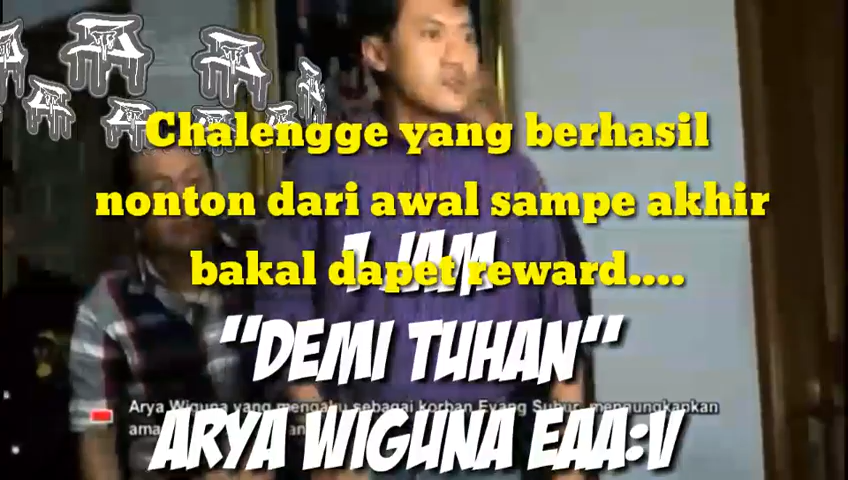 Chalengge yang berhasil
nonton dari awal sampe akhir
bakal dapet reward....
1 JAM
"DEMI TUHAN"
Arya Wiguna yang mengaku sebagai korban Eyang Subur, mengungkapkan
ARYA WIGUNA EAA:V